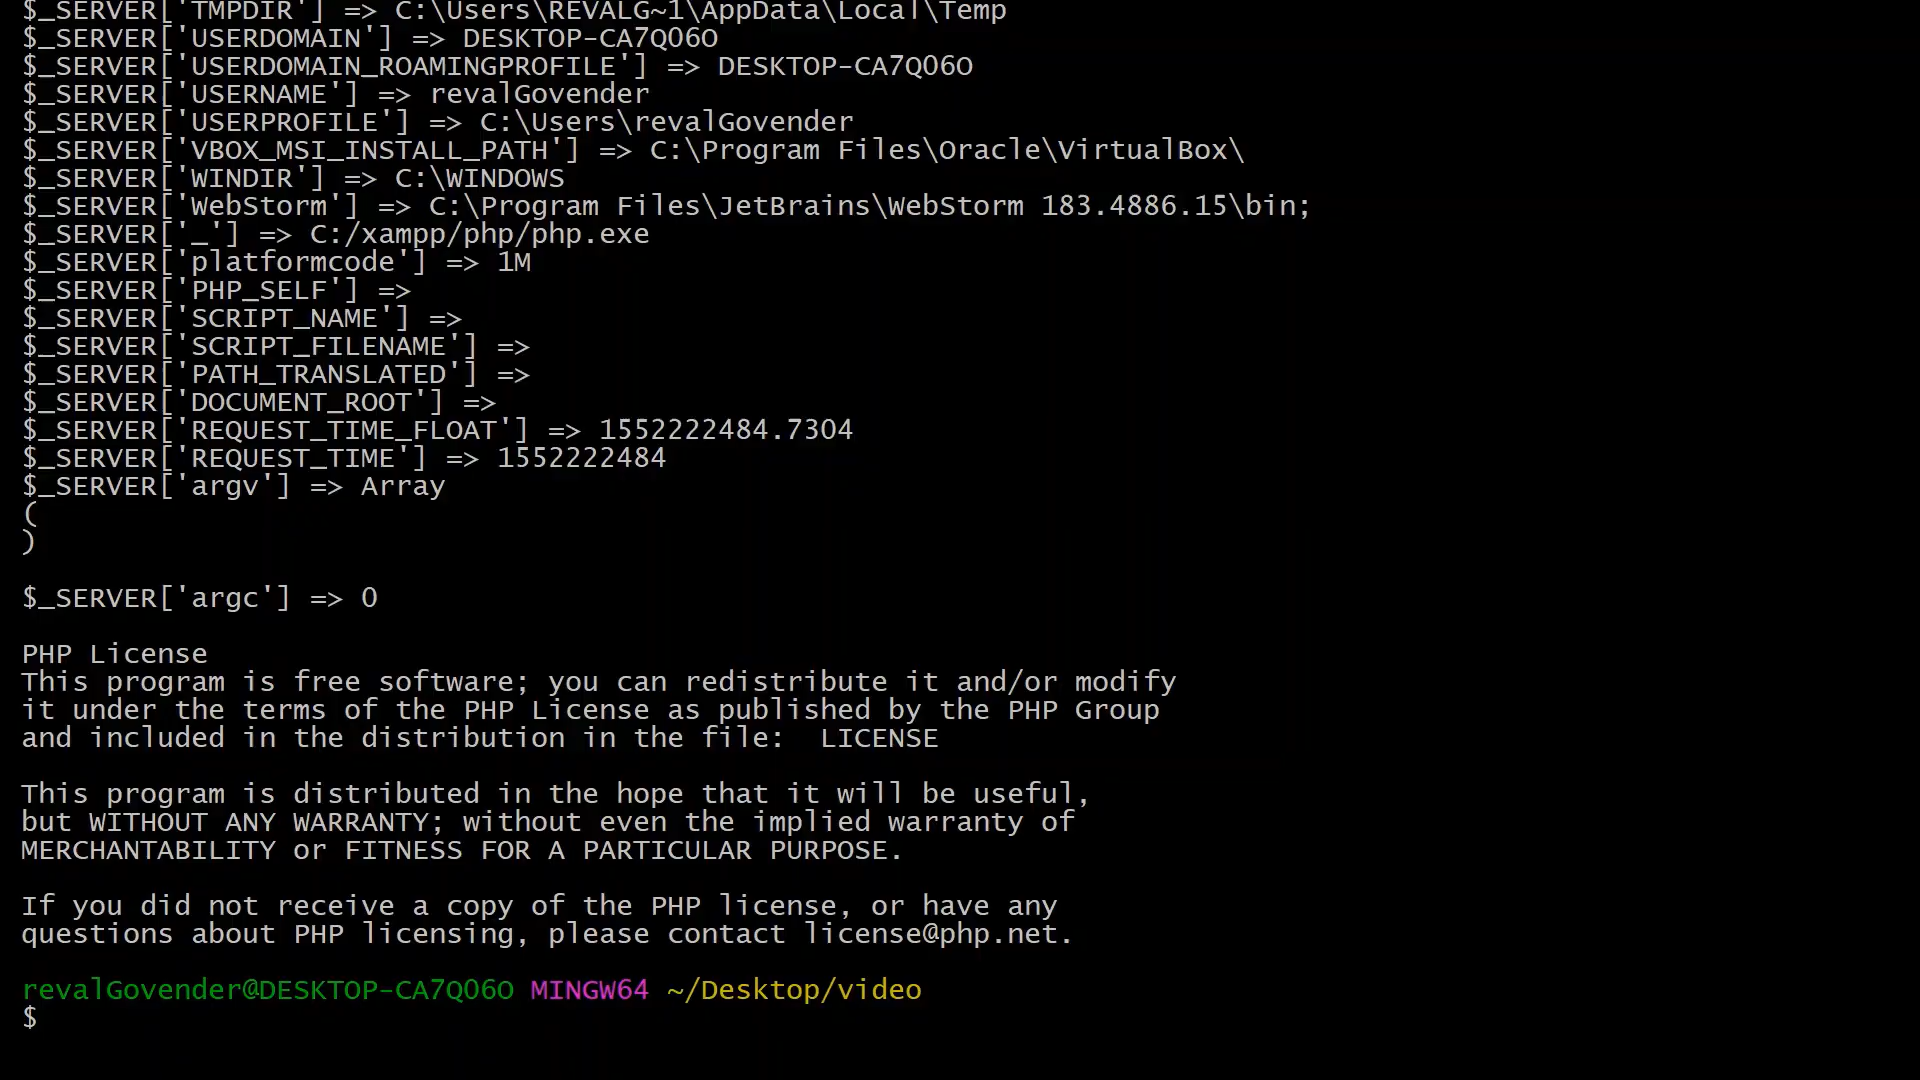 $_SERVER['TMPDIR'] => C:\Users\REVALG~1\AppData\Local\Temp
$_SERVER['USERDOMAIN'] => DESKTOP-CA7Q06O
$_SERVER['USERDOMAIN_ROAMINGPROFILE'] => DESKTOP-CA7Q06O
$_SERVER['USERNAME'] => revalGovender
$_SERVER['USERPROFILE'] => C:\Users\revalGovender
$_SERVER['VBOX_MSI_INSTALL_PATH'] => C:\Program Files\Oracle\VirtualBox\
$_SERVER['WINDIR'] => C:\WINDOWS
$_SERVER['WebStorm'] => C:\Program Files\JetBrains\WebStorm 183.4886.15\bin;
$_SERVER['_'] => C:/xampp/php/php.exe
$_SERVER['platformcode'] => 1M
$_SERVER['PHP_SELF'] =>
$_SERVER['SCRIPT_NAME'] =>
$_SERVER['SCRIPT_FILENAME'] =>
$_SERVER['PATH_TRANSLATED'] =>
$_SERVER['DOCUMENT_ROOT'] =>
$_SERVER['REQUEST_TIME_FLOAT'] => 1552222484.7304
$_SERVER['REQUEST_TIME'] => 1552222484
$_SERVER['argv'] => Array
(
)
$_SERVER['argc'] => 0
PHP License
This program is free software; you can redistribute it and/or modify
it under the terms of the PHP License as published by the PHP Group
and included in the distribution in the file:  LICENSE
This program is distributed in the hope that it will be useful,
but WITHOUT ANY WARRANTY; without even the implied warranty of
MERCHANTABILITY or FITNESS FOR A PARTICULAR PURPOSE.
If you did not receive a copy of the PHP license, or have any
questions about PHP licensing, please contact license@php.net.
revalGovender@DESKTOP-CA7Q06O MINGW64 ~/Desktop/video
$